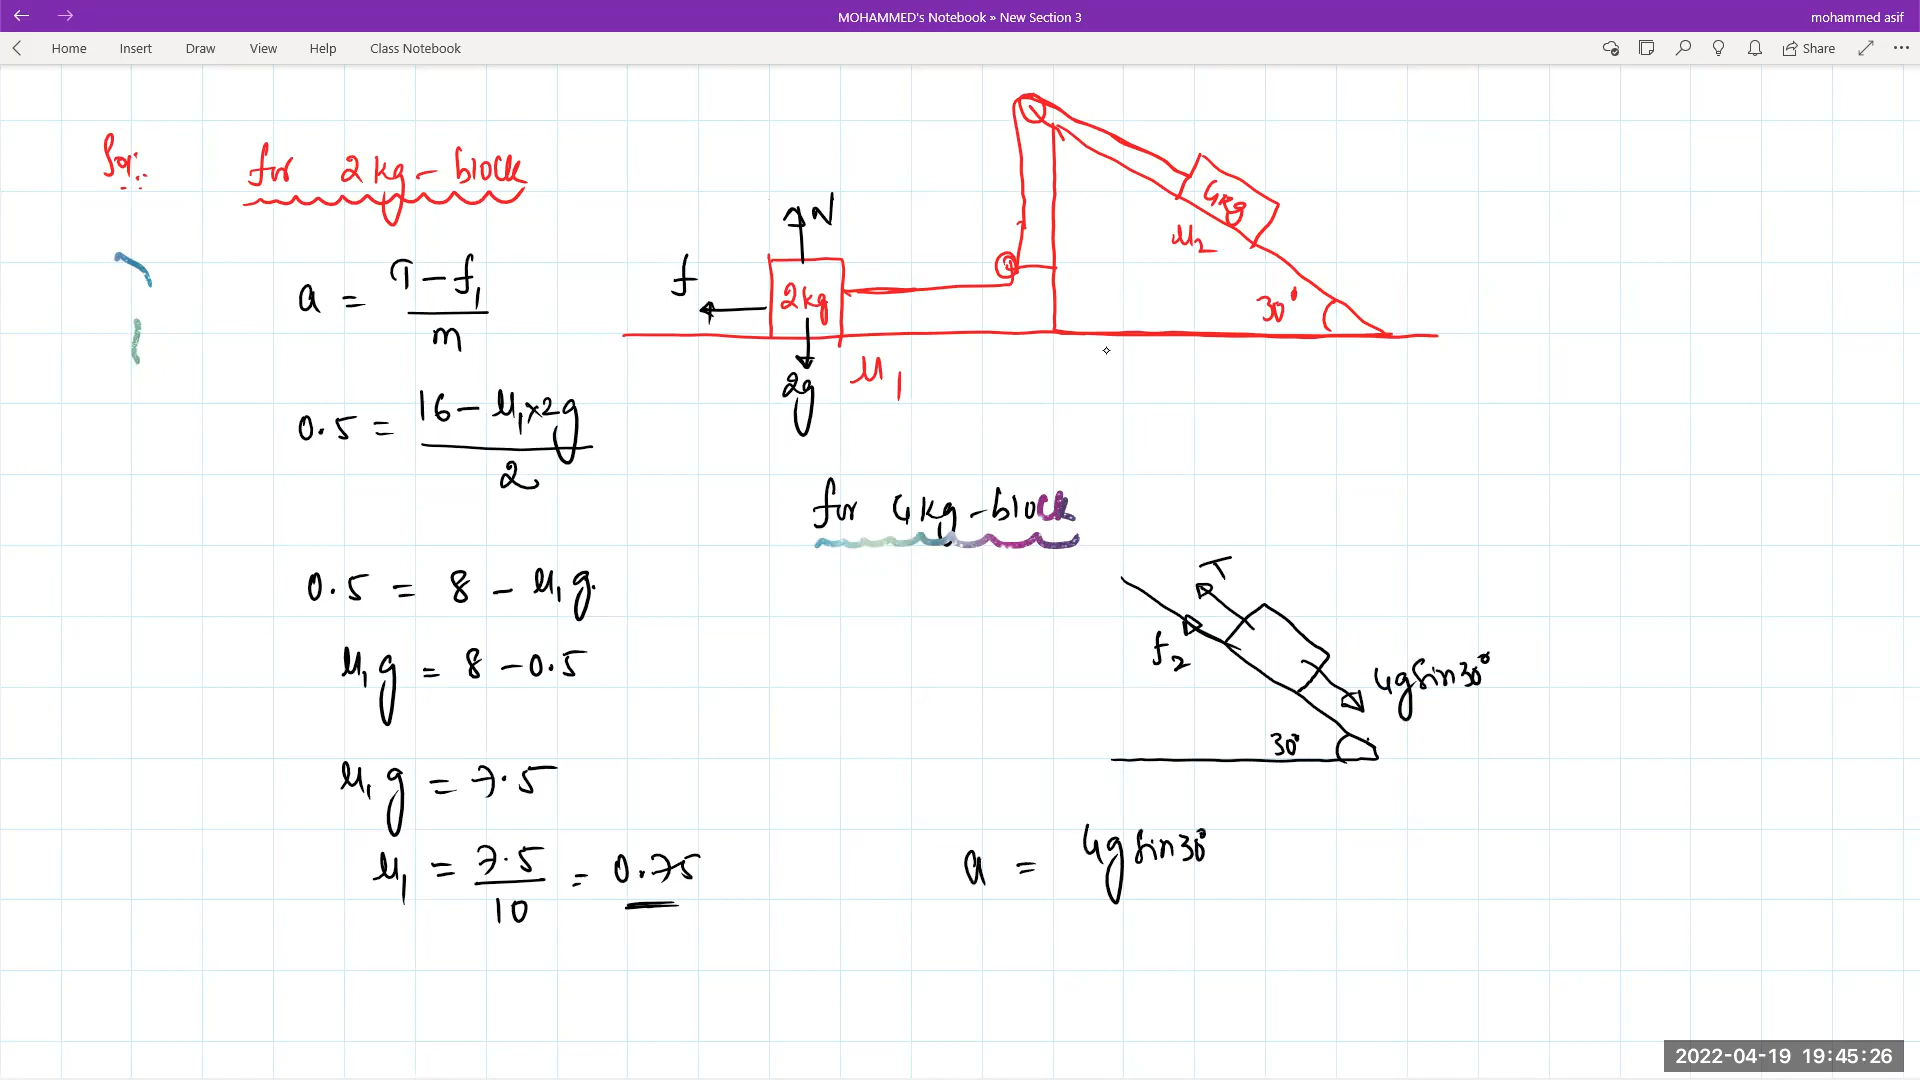 MOHAMMED's Notebook » New Section 3
mohammed asif
Home Insert Draw View Help Class Notebook
Share
Sol:
for 2kg-block
a = T - f₁ / m
0.5 = 16 - μ₁×2g / 2
0.5 = 8 - μ₁g.
μ₁g = 8 - 0.5
μ₁g = 7.5
μ₁ = 7.5 / 10 = 0.75
N
f
2kg
2g
μ₁
4kg
μ₂
30°
for 4kg-block
T
f₂
4g sin30°
30°
a = 4g sin30°
2022-04-19 19:45:26